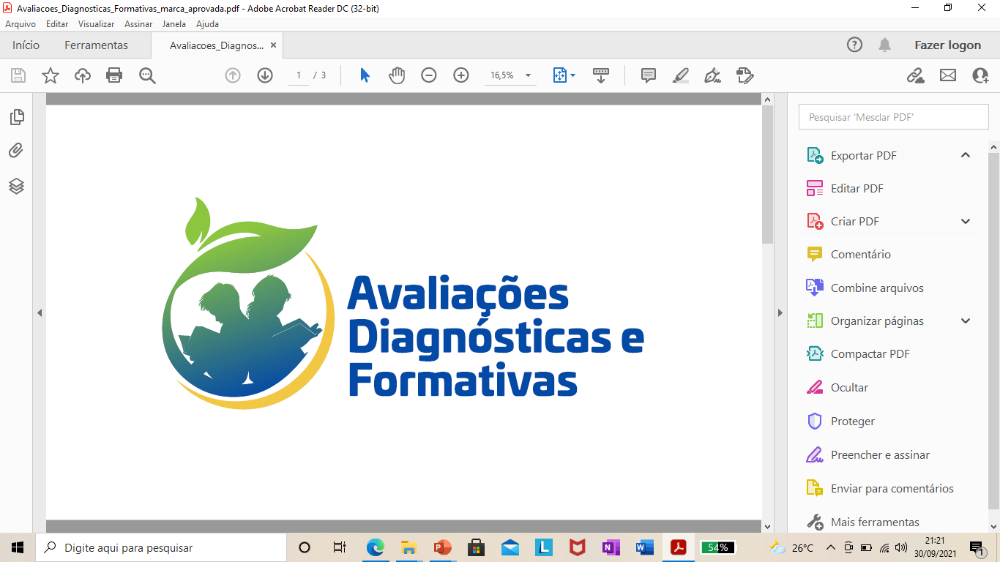 Avaliacoes_Diagnosticas_Formativas_marca_aprovada.pdf - Adobe Acrobat Reader DC (32-bit)
Arquivo Editar Visualizar Assinar Janela Ajuda
Início Ferramentas Avaliacoes_Diagnos... × Fazer logon
1 / 3 16,5%
Pesquisar 'Mesclar PDF'
Exportar PDF
Editar PDF
Criar PDF
Comentário
Combine arquivos
Organizar páginas
Compactar PDF
Ocultar
Proteger
Preencher e assinar
Enviar para comentários
Mais ferramentas
Avaliações
Diagnósticas e
Formativas
Digite aqui para pesquisar
54%
26°C
21:21
30/09/2021
1